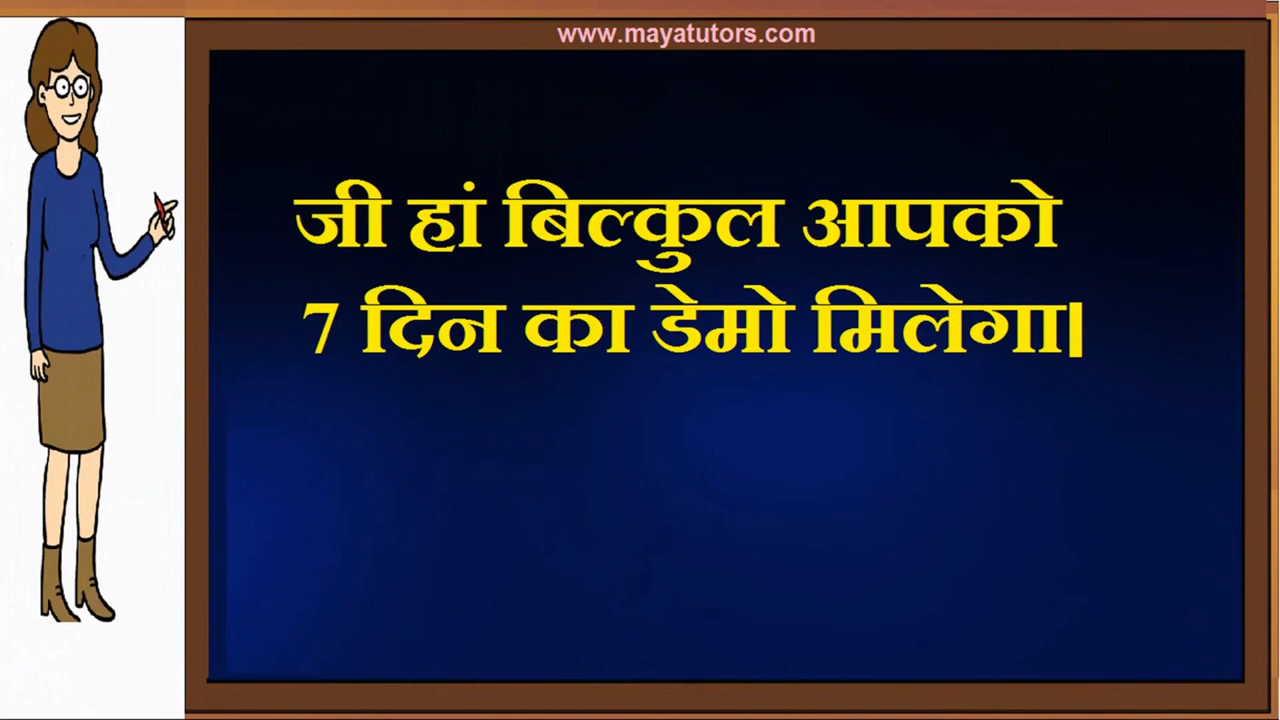 www.mayatutors.com
जी हां बिल्कुल आपको
7 दिन का डेमो मिलेगा।